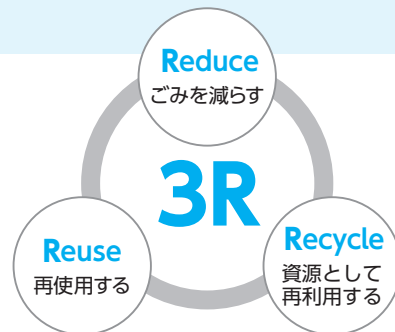 Reduce
ごみを減らす
3R
Reuse
再使用する
Recycle
資源として
再利用する